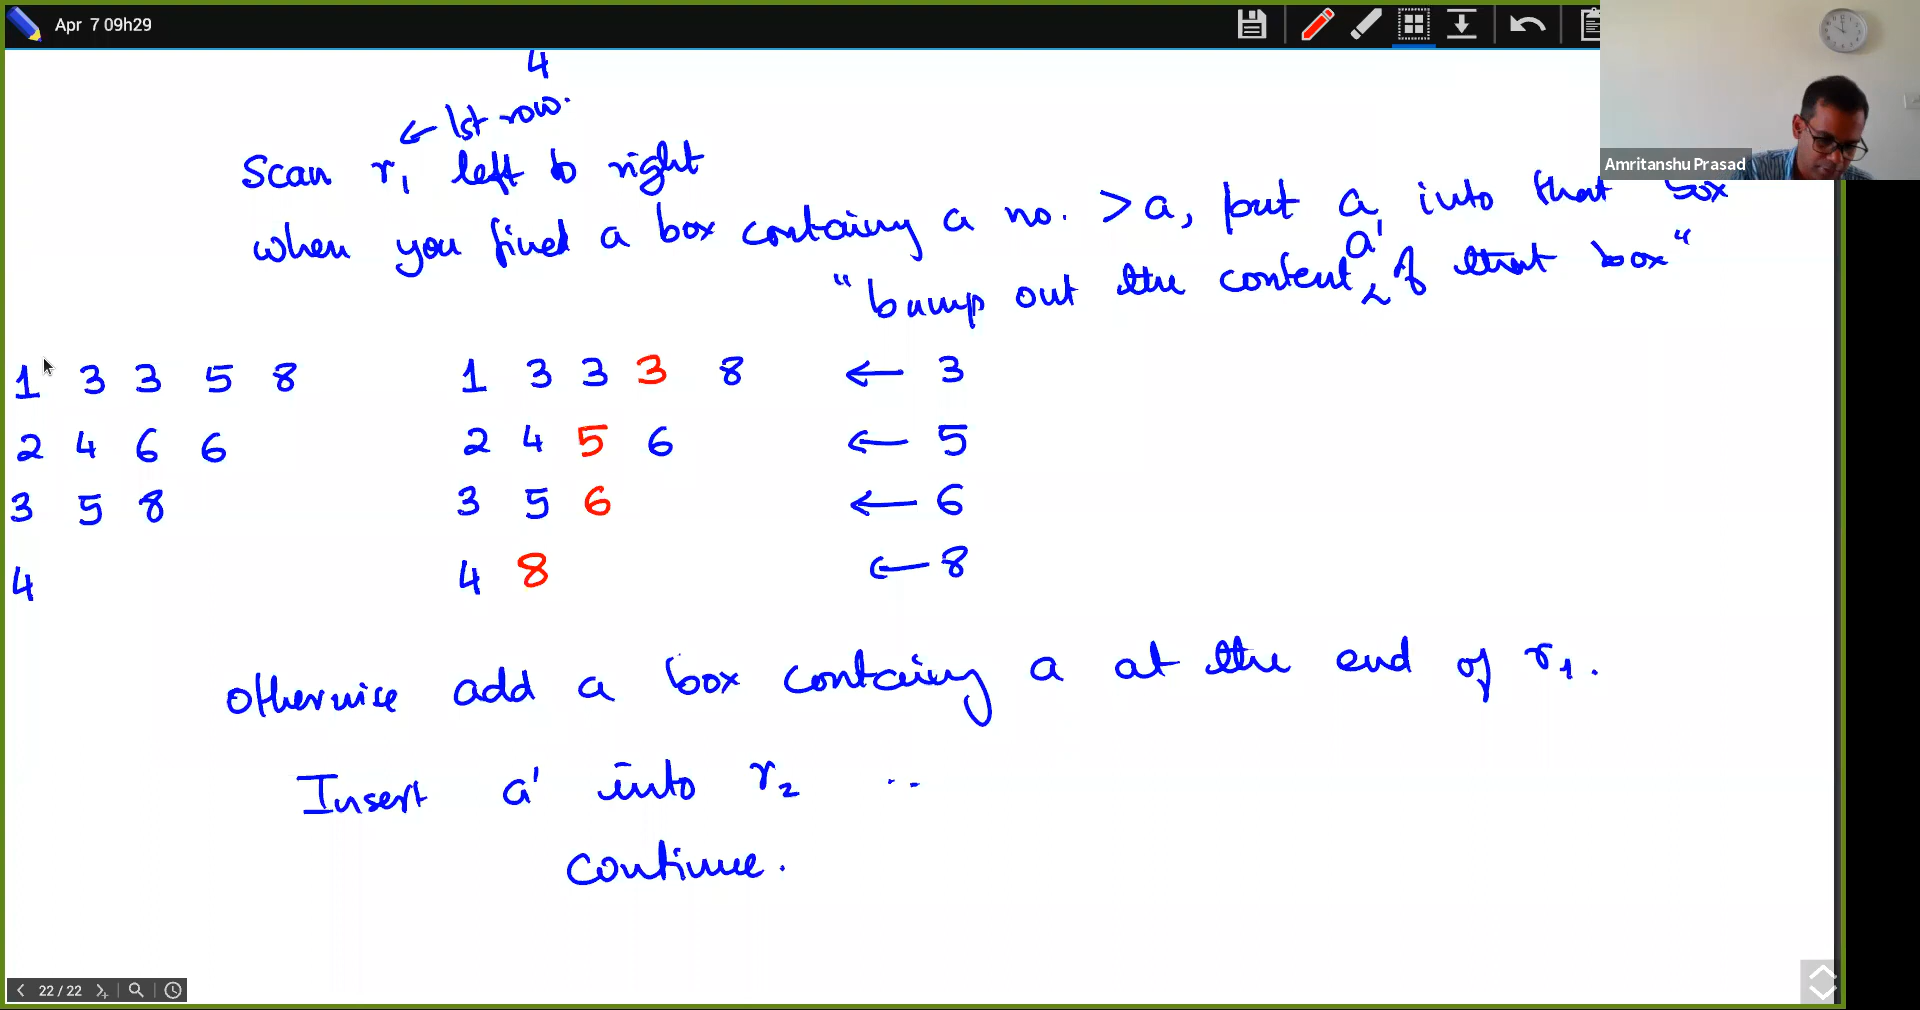 Apr 7 09h29
4
← 1st row.
Amritanshu Prasad
Scan r₁ left to right
when you find a box containing a no. > a, put a into that box
a'
"bump out the content of that box"
1 3 3 5 8 1 3 3 3 8 ← 3
2 4 6 6 2 4 5 6 ← 5
3 5 8 3 5 6 ← 6
4 4 8 ← 8
Otherwise add a box containing a at the end of r₁.
Insert a' into r₂ ..
Continue.
22 / 22